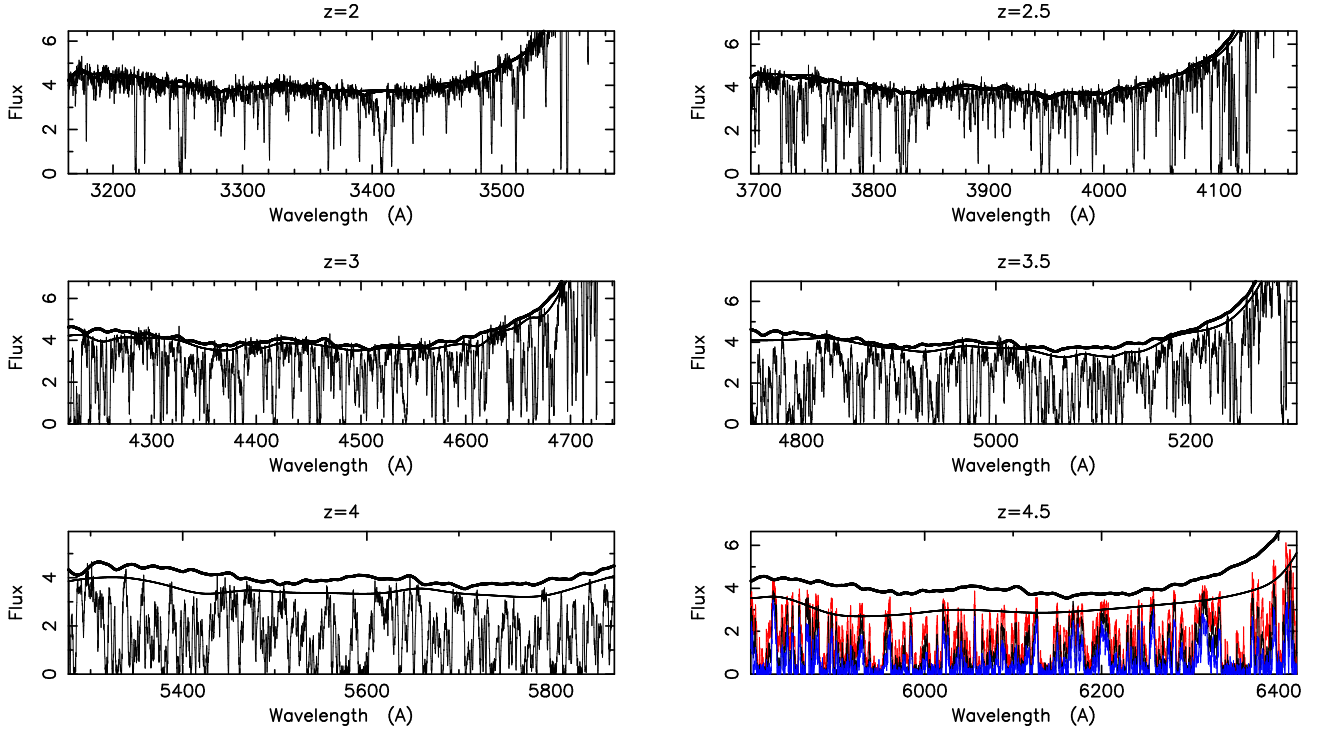 z=2
Flux
0 2 4 6
3200 3300 3400 3500
Wavelength (A)
z=2.5
Flux
0 2 4 6
3700 3800 3900 4000 4100
Wavelength (A)
z=3
Flux
0 2 4 6
4300 4400 4500 4600 4700
Wavelength (A)
z=3.5
Flux
0 2 4 6
4800 5000 5200
Wavelength (A)
z=4
Flux
0 2 4
5400 5600 5800
Wavelength (A)
z=4.5
Flux
0 2 4 6
6000 6200 6400
Wavelength (A)